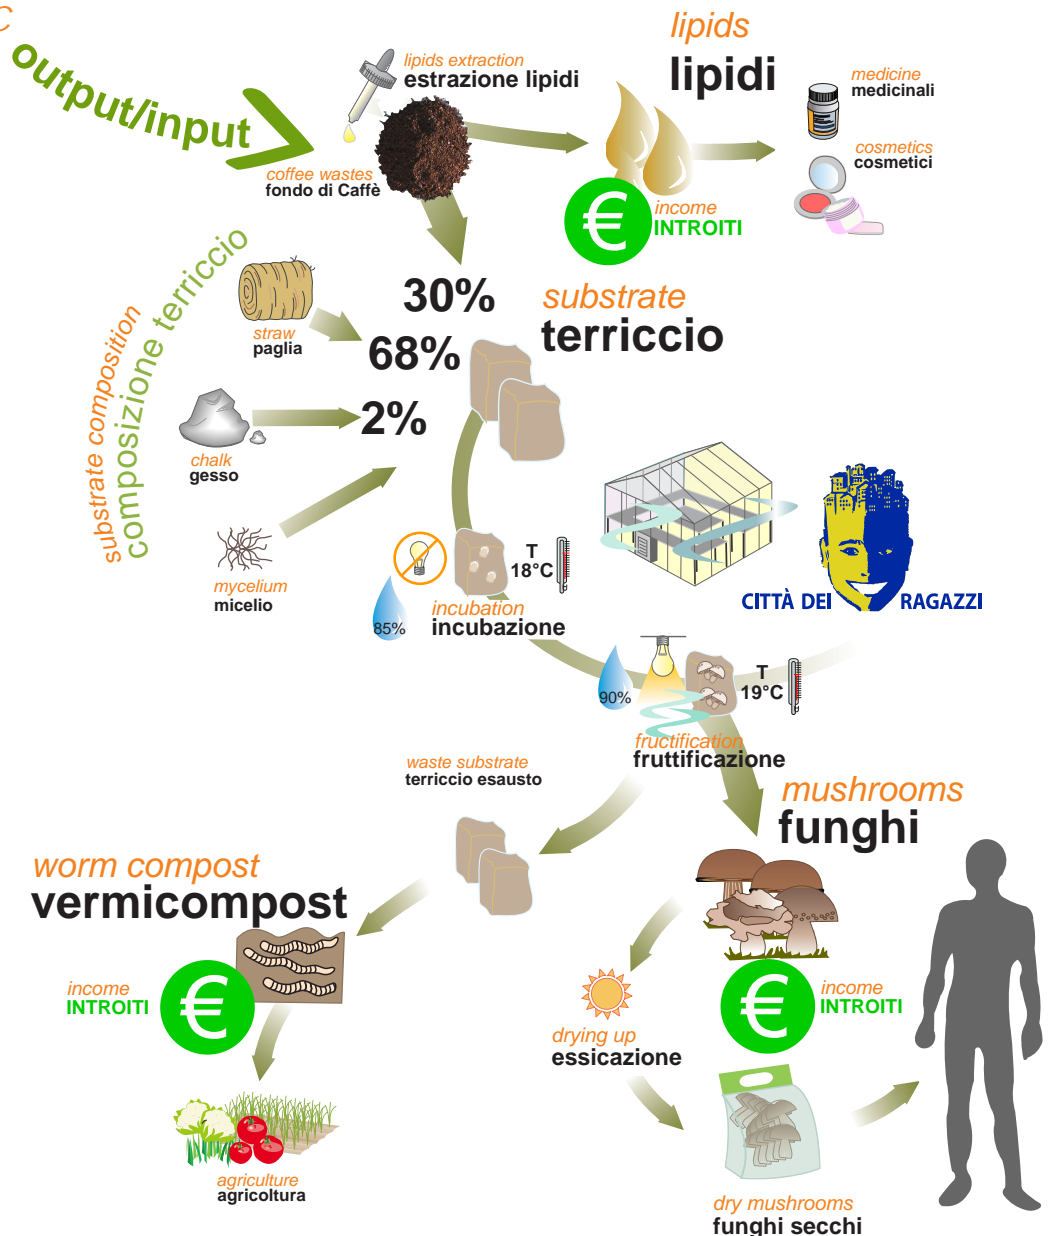 C
output/input
lipids extraction
estrazione lipidi
coffee wastes
fondo di Caffè
lipids
lipidi
medicine
medicinali
cosmetics
cosmetici
€
income
INTROITI
substrate composition
composizione terriccio
30%
68%
2%
straw
paglia
chalk
gesso
mycelium
micelio
substrate
terriccio
T
18°C
85%
incubation
incubazione
CITTÀ DEI RAGAZZI
90%
T
19°C
fructification
fruttificazione
waste substrate
terriccio esausto
mushrooms
funghi
worm compost
vermicompost
income
INTROITI
€
€
income
INTROITI
drying up
essicazione
agriculture
agricoltura
dry mushrooms
funghi secchi